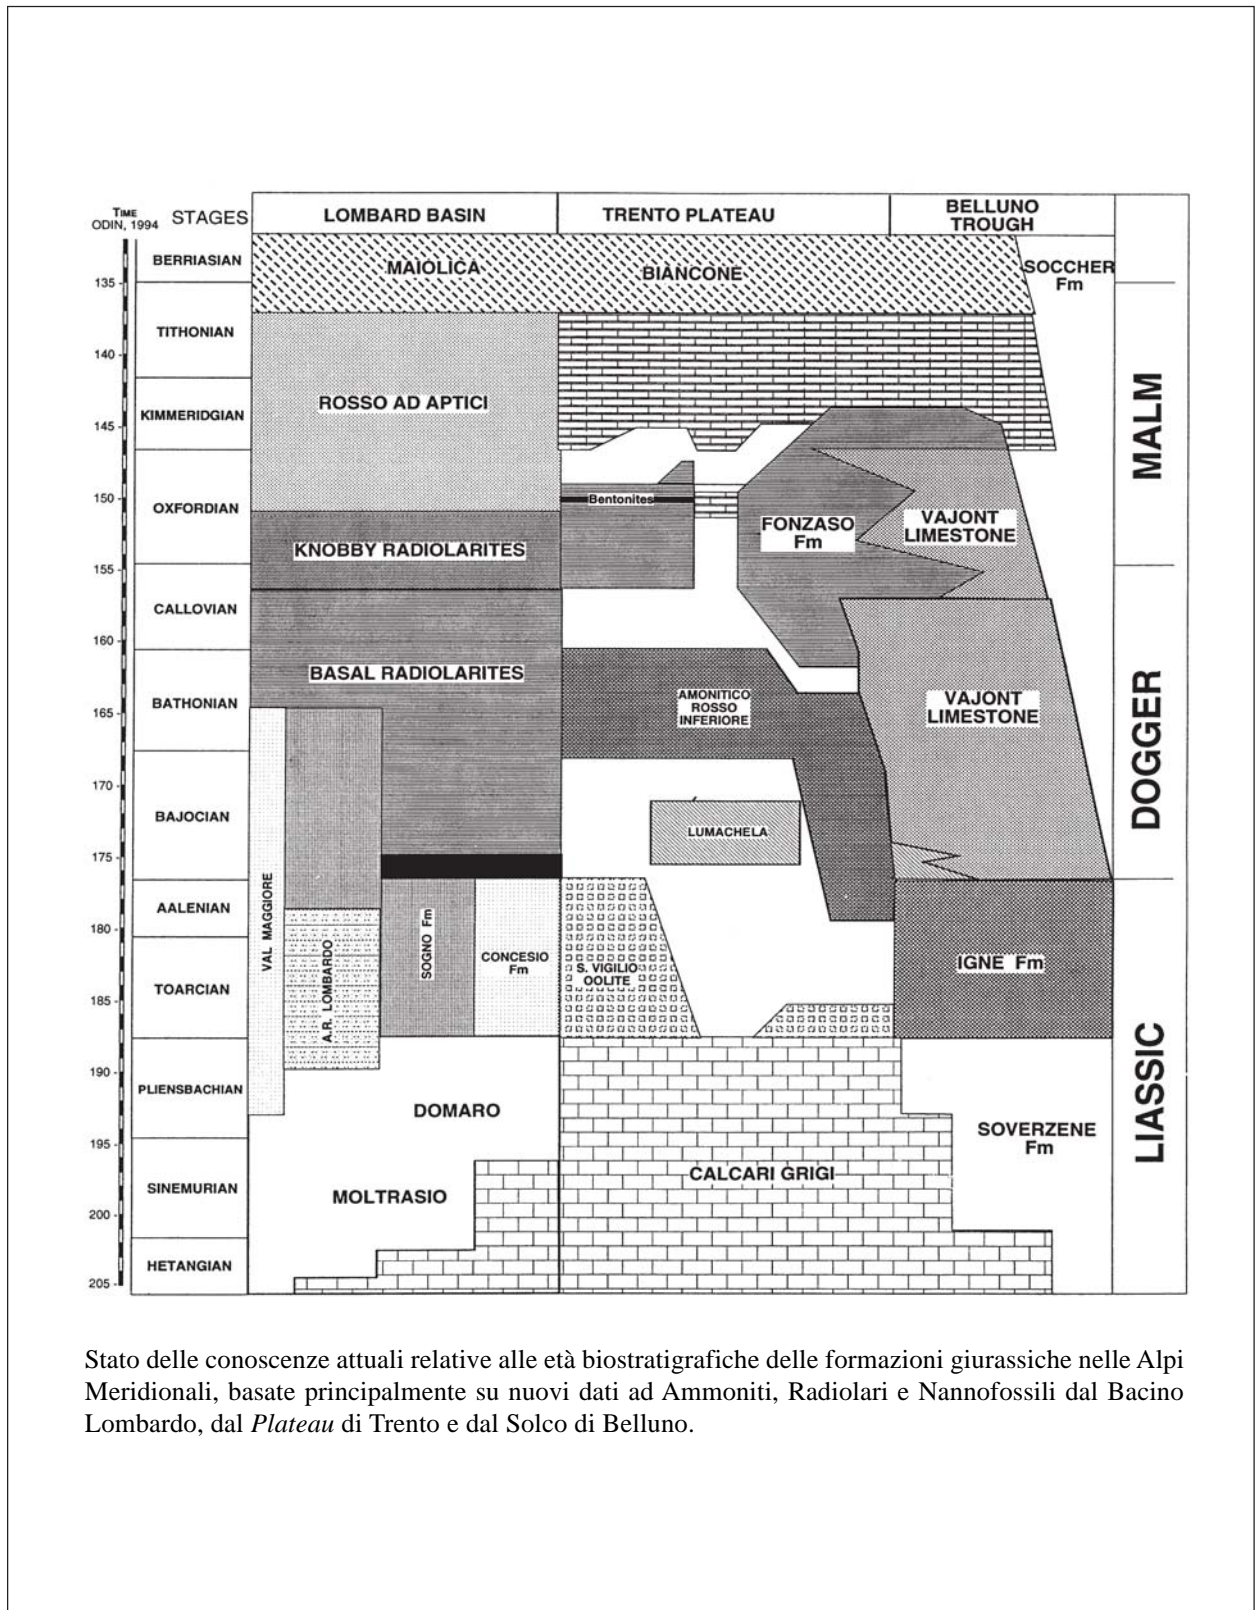 TIME
ODIN, 1994
STAGES
LOMBARD BASIN
TRENTO PLATEAU
BELLUNO
TROUGH
BERRIASIAN
MAIOLICA
BIANCONE
SOCCHER
Fm
135
TITHONIAN
140
KIMMERIDGIAN
ROSSO AD APTICI
MALM
145
150
Bentonites
OXFORDIAN
FONZASO
Fm
VAJONT
LIMESTONE
KNOBBY RADIOLARITES
155
CALLOVIAN
160
BASAL RADIOLARITES
BATHONIAN
AMONITICO
ROSSO
INFERIORE
VAJONT
LIMESTONE
DOGGER
165
170
BAJOCIAN
LUMACHELA
175
AALENIAN
VAL MAGGIORE
180
A.R. LOMBARDO
SOGNO Fm
CONCESIO
Fm
S. VIGILIO
OOLITE
IGNE Fm
TOARCIAN
185
190
PLIENSBACHIAN
DOMARO
LIASSIC
195
SOVERZENE
Fm
SINEMURIAN
MOLTRASIO
CALCARI GRIGI
200
HETANGIAN
205
Stato delle conoscenze attuali relative alle età biostratigrafiche delle formazioni giurassiche nelle Alpi
Meridionali, basate principalmente su nuovi dati ad Ammoniti, Radiolari e Nannofossili dal Bacino
Lombardo, dal Plateau di Trento e dal Solco di Belluno.